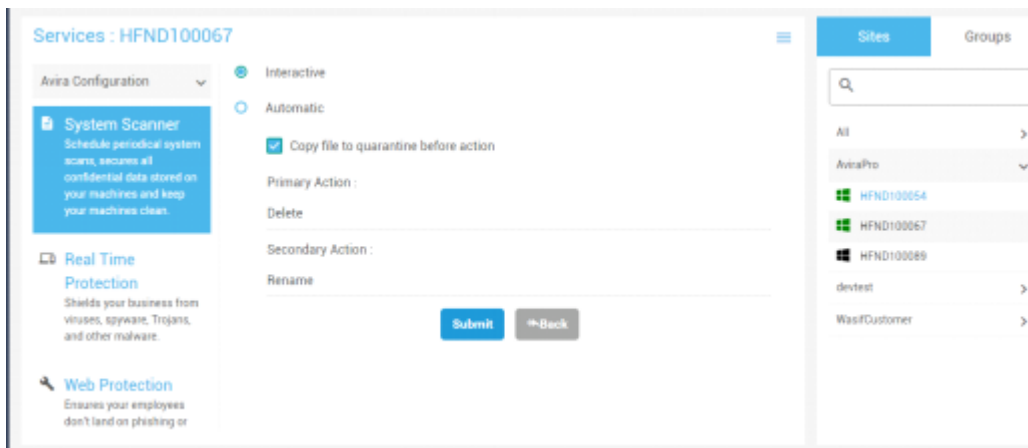 Services : HFND100067
Avira Configuration
System Scanner
Schedule periodical system
scans, secures all
confidential data stored on
your machines and keep
your machines clean.
Real Time
Protection
Shields your business from
viruses, spyware, Trojans,
and other malware.
Web Protection
Ensures your employees
don't land on phishing or
Interactive
Automatic
Copy file to quarantine before action
Primary Action :
Delete
Secondary Action :
Rename
Submit
Back
Sites
Groups
All
AviraPro
HFND100054
HFND100067
HFND100089
devtest
WasifCustomer